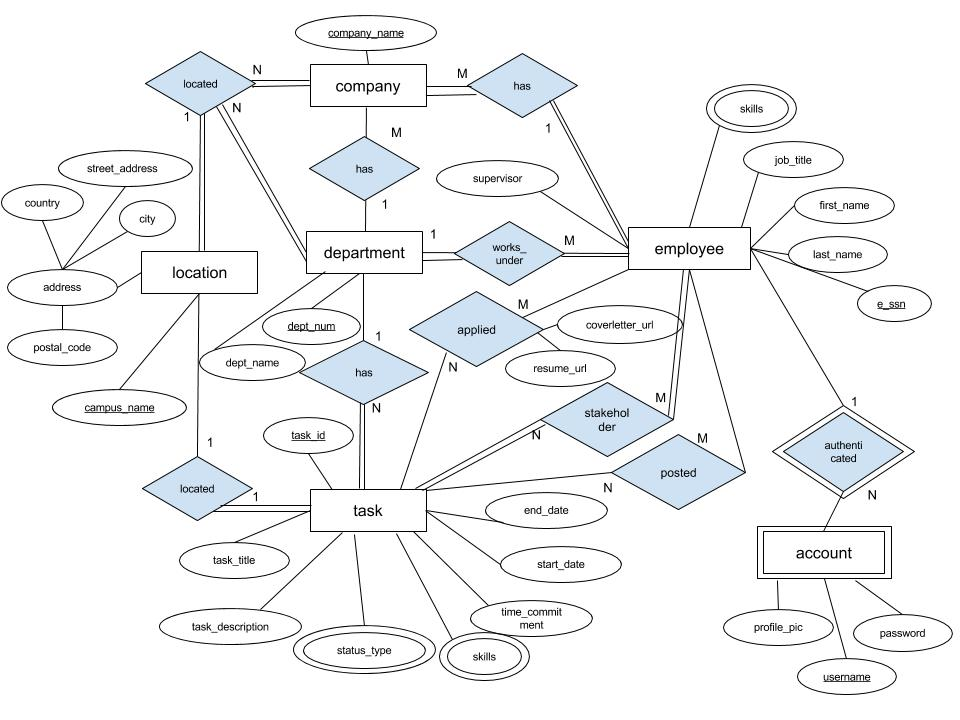 company_name
located
N
company
M
has
N
1
M
1
skills
street_address
has
supervisor
job_title
country
city
1
first_name
location
department
1
works_
under
M
employee
last_name
address
e_ssn
dept_num
applied
M
coverletter_url
postal_code
dept_name
1
has
N
resume_url
campus_name
N
M
1
task_id
stakehol
der
N
M
authenti
cated
1
located
1
posted
N
N
task
end_date
account
task_title
start_date
task_description
time_commit
ment
profile_pic
password
status_type
skills
username